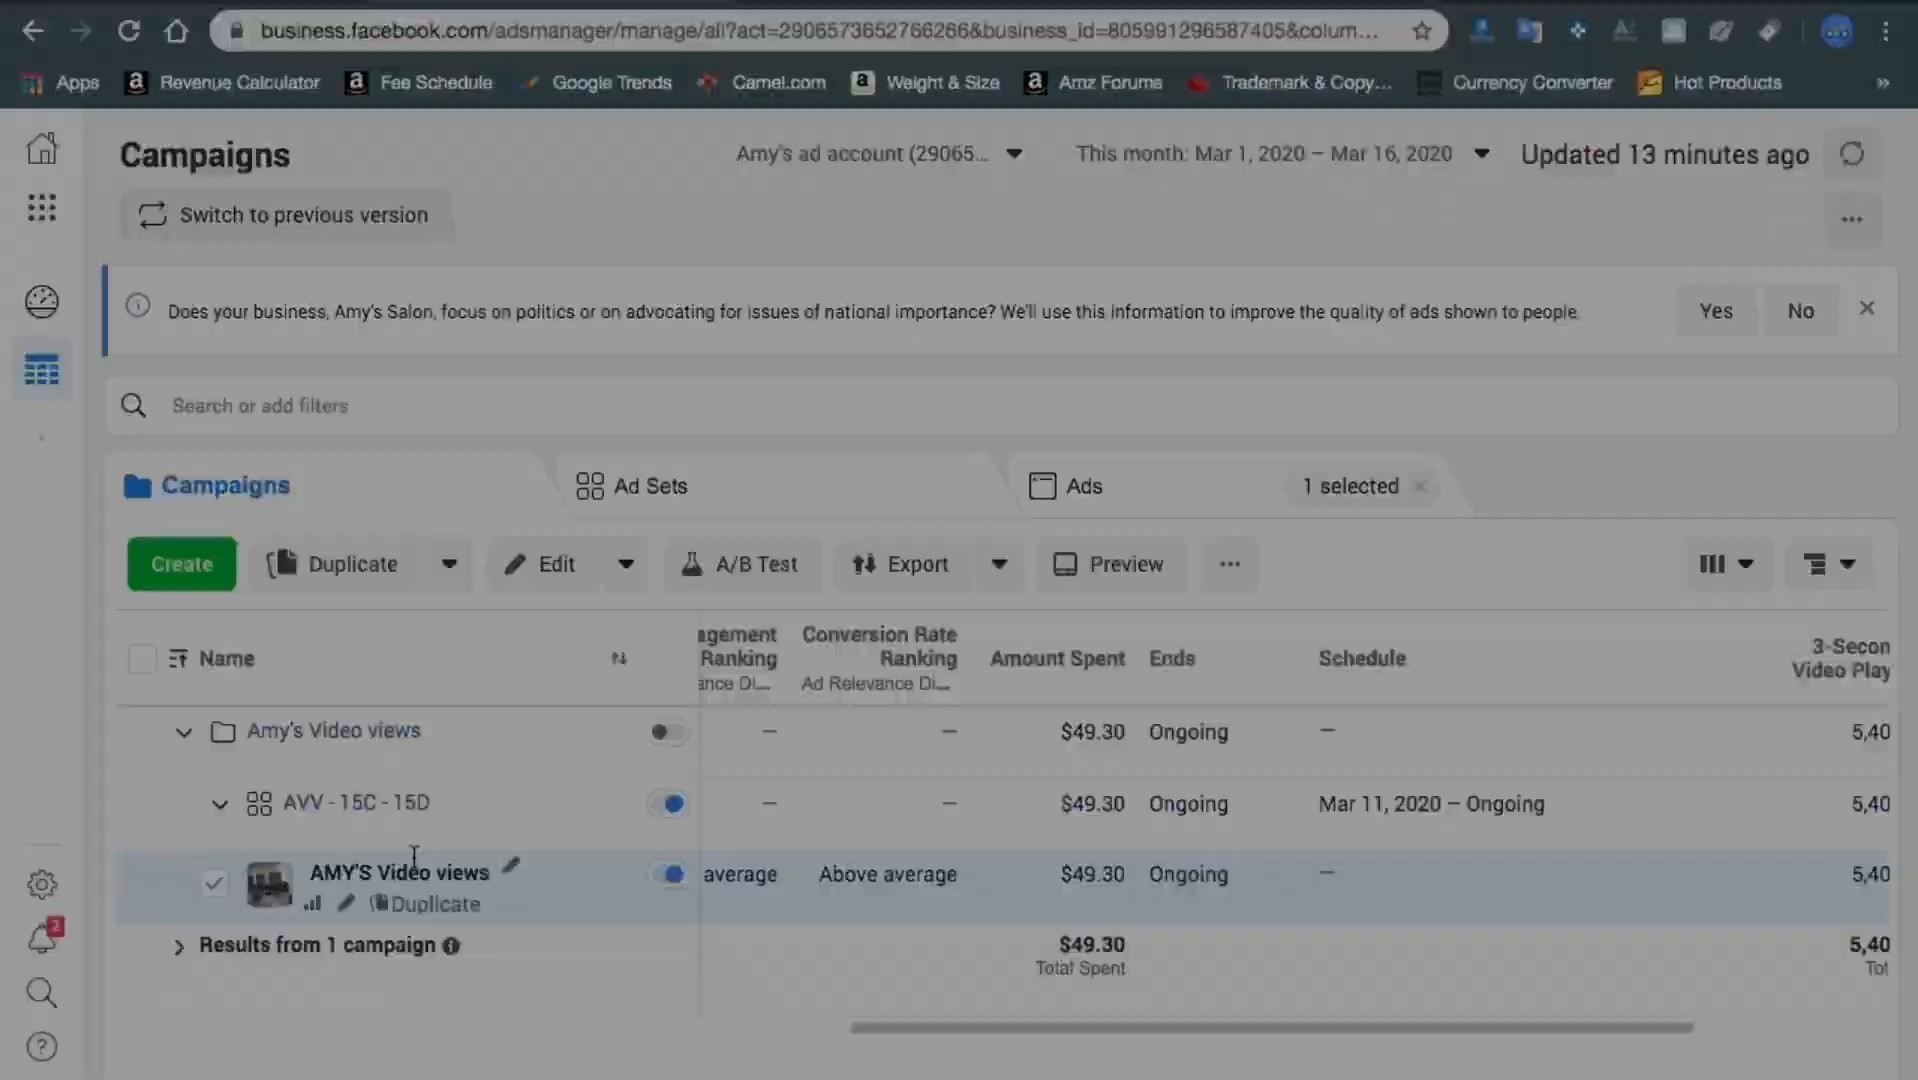 business.facebook.com/adsmanager/manage/all?act=2906573652766266&business_id=805991296587405&colum...
Apps Revenue Calculator Fee Schedule Google Trends Camel.com Weight & Size Amz Forums Trademark & Copy... Currency Converter Hot Products »
Campaigns Amy's ad account (29065... This month: Mar 1, 2020 – Mar 16, 2020 Updated 13 minutes ago
Switch to previous version
Does your business, Amy's Salon, focus on politics or on advocating for issues of national importance? We'll use this information to improve the quality of ads shown to people. Yes No
Search or add filters
Campaigns Ad Sets Ads 1 selected
Create Duplicate Edit A/B Test Export Preview
Name agement Ranking ance Di... Conversion Rate Ranking Ad Relevance Di... Amount Spent Ends Schedule 3-Secon Video Play
Amy's Video views — — $49.30 Ongoing — 5,40
AVV - 15C - 15D — — $49.30 Ongoing Mar 11, 2020 – Ongoing 5,40
AMY'S Video views average Above average $49.30 Ongoing — 5,40
Duplicate
Results from 1 campaign $49.30 5,40
Total Spent Tot
2